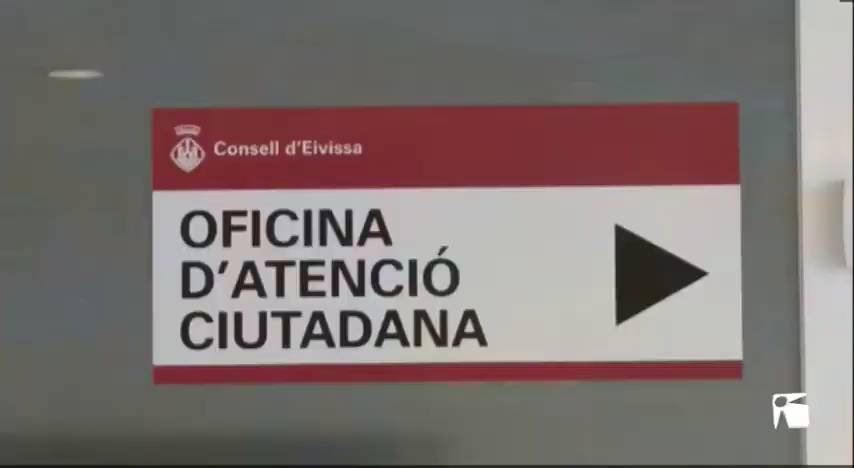 Consell d'Eivissa
OFICINA
D'ATENCIÓ
CIUTADANA